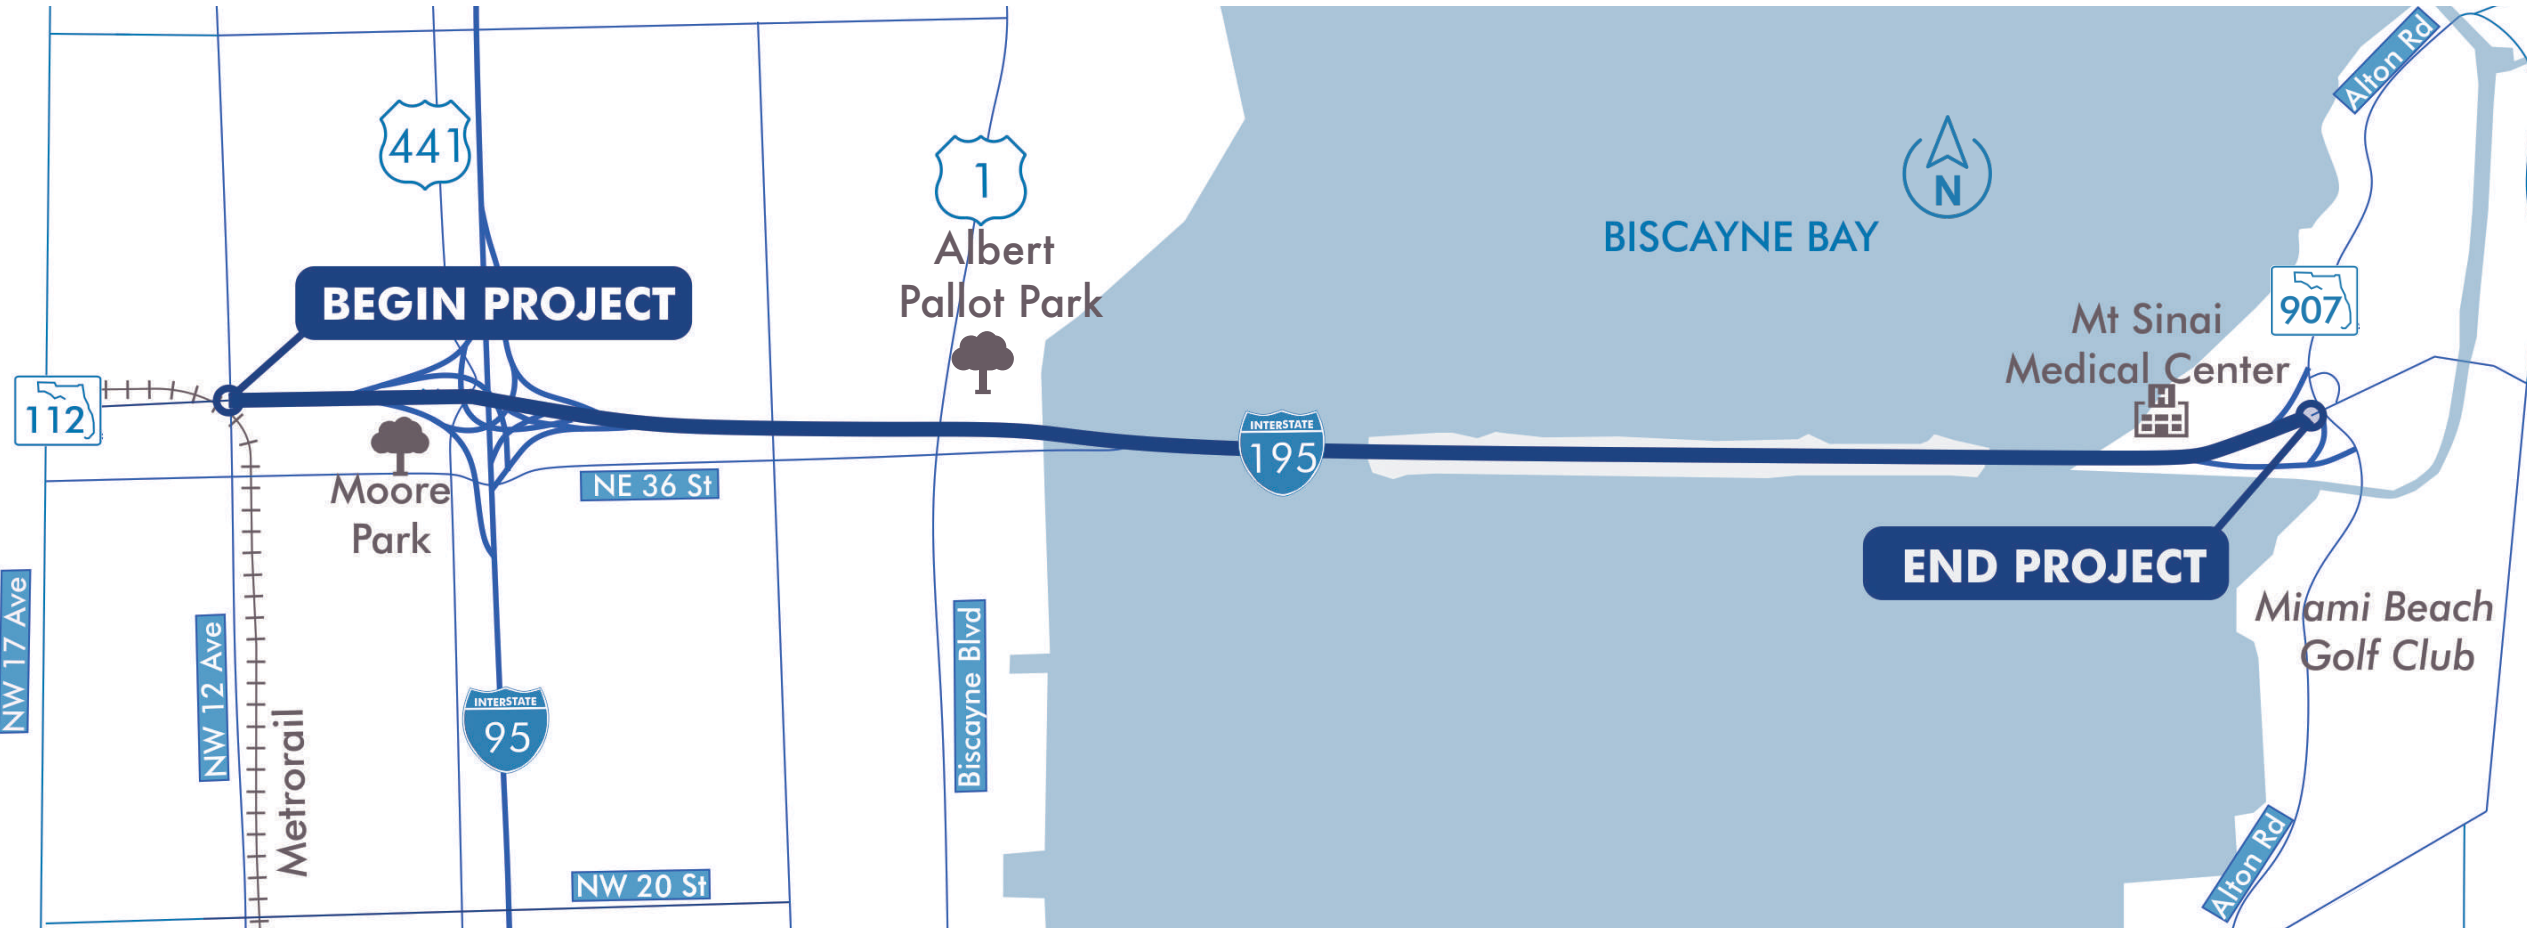 Alton Rd
441
1
N
BISCAYNE BAY
Albert
Pallot Park
BEGIN PROJECT
907
Mt Sinai
Medical Center
H
112
INTERSTATE
195
NE 36 St
Moore
Park
END PROJECT
Miami Beach
Golf Club
NW 17 Ave
NW 12 Ave
Metrorail
INTERSTATE
95
Biscayne Blvd
NW 20 St
Alton Rd